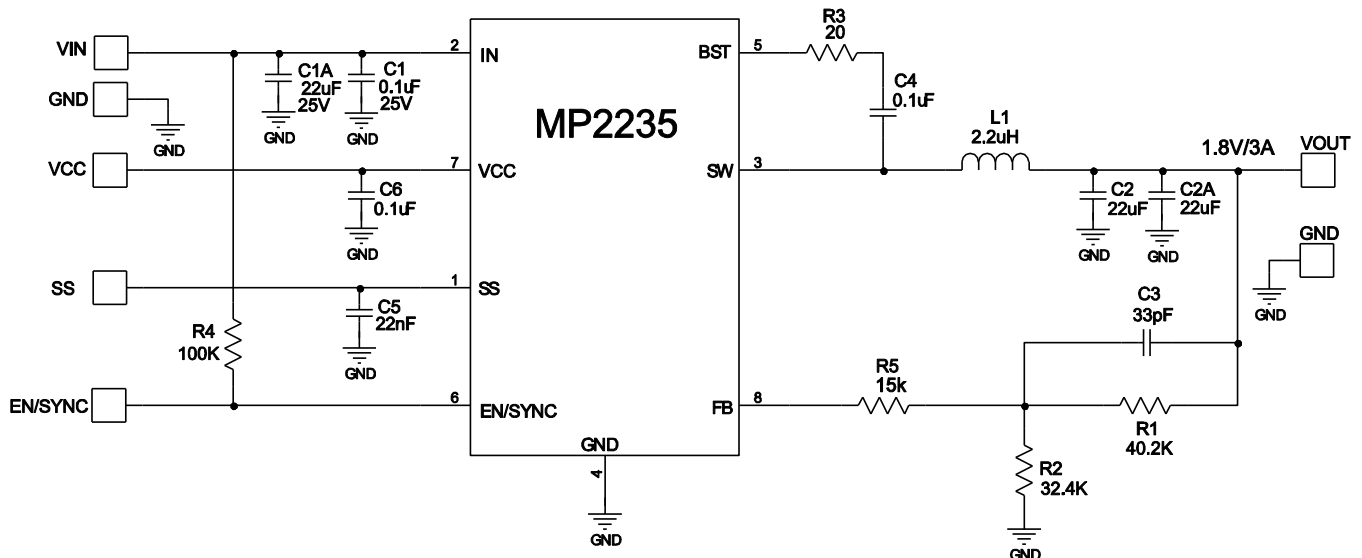 VIN
GND
GND
VCC
SS
EN/SYNC
R4
100K
C1A
22uF
25V
GND
C1
0.1uF
25V
GND
C6
0.1uF
GND
C5
22nF
GND
2
IN
7
VCC
1
SS
6
EN/SYNC
MP2235
GND
4
GND
BST
5
SW
3
FB
8
R3
20
C4
0.1uF
L1
2.2uH
1.8V/3A
VOUT
C2
22uF
GND
C2A
22uF
GND
GND
GND
C3
33pF
R5
15k
R1
40.2K
R2
32.4K
GND